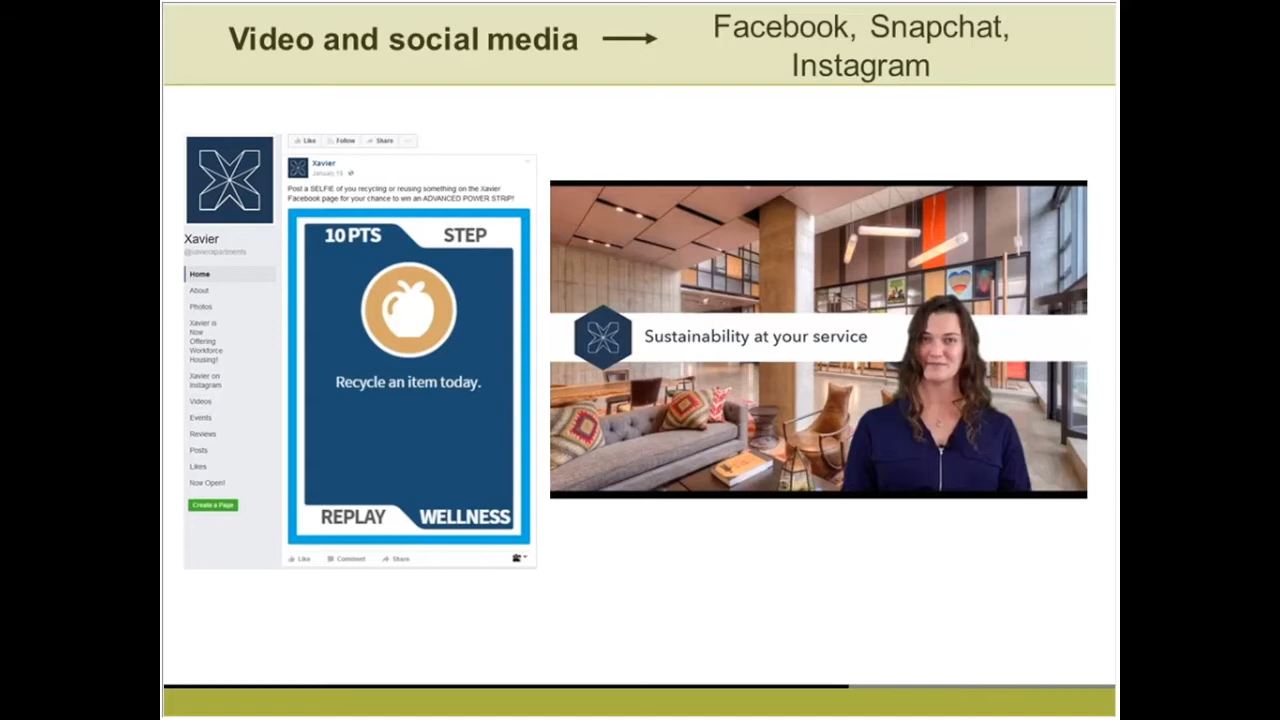 Video and social media
Facebook, Snapchat,
Instagram
Xavier
@xavierapartments
Home
About
Photos
Xavier is
Now
Offering
Workforce
Housing!
Xavier on
Instagram
Videos
Events
Reviews
Posts
Likes
Now Open!
Create a Page
Like Follow Share
Xavier
January 19
Post a SELFIE of you recycling or reusing something on the Xavier
Facebook page for your chance to win an ADVANCED POWER STRIP!
10 PTS STEP
Recycle an item today.
REPLAY WELLNESS
Like Comment Share
Sustainability at your service